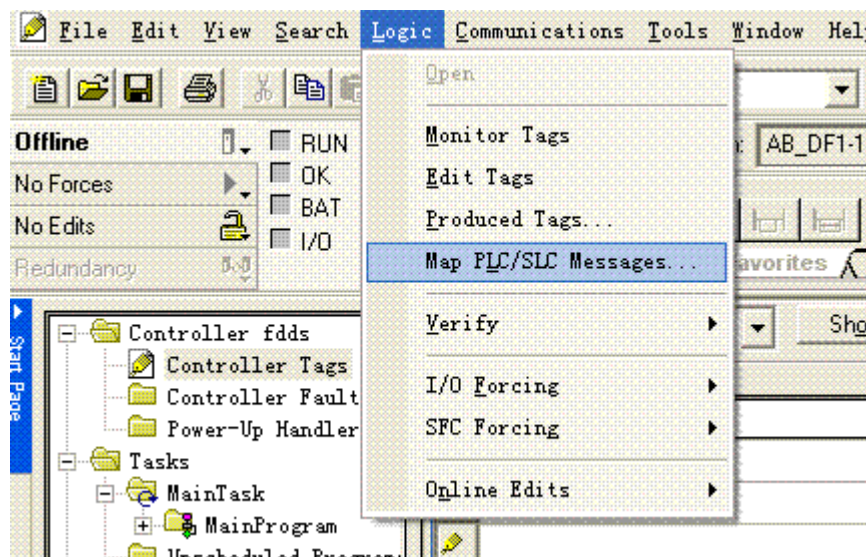 File Edit View Search Logic Communications Tools Window Hel
Open
Monitor Tags
Edit Tags
Produced Tags...
Map PLC/SLC Messages...
Verify
I/O Forcing
SFC Forcing
Online Edits
Offline
No Forces
No Edits
Redundancy
RUN
OK
BAT
I/O
AB_DF1-1
avorites
Sho
Start Page
Controller fdds
Controller Tags
Controller Fault
Power-Up Handler
Tasks
MainTask
MainProgram